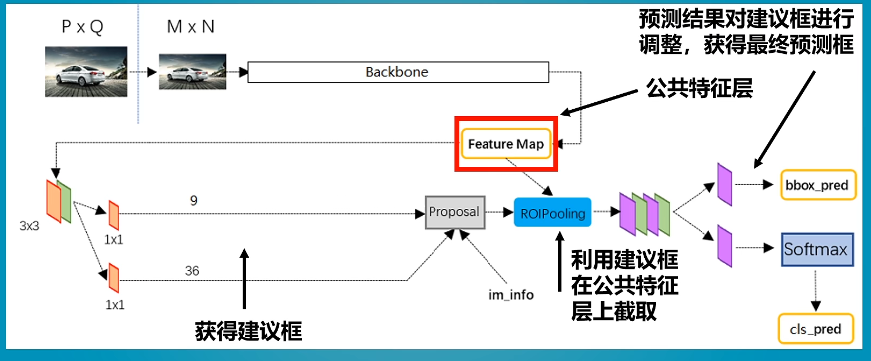 P x Q
M x N
预测结果对建议框进行
调整，获得最终预测框
Backbone
公共特征层
Feature Map
bbox_pred
3x3
1x1
9
Proposal
ROIPooling
Softmax
1x1
36
im_info
利用建议框
在公共特征
层上截取
获得建议框
cls_pred